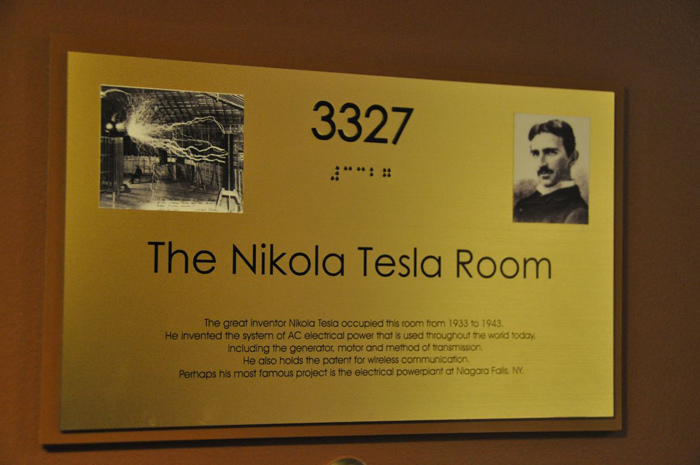 3327
⠼⠉⠉⠃⠛
The Nikola Tesla Room
The great inventor Nikola Tesla occupied this room from 1933 to 1943.
He invented the system of AC electrical power that is used throughout the world today,
including the generator, motor and method of transmission.
He also holds the patent for wireless communication.
Perhaps his most famous project is the electrical powerplant at Niagara Falls, NY.